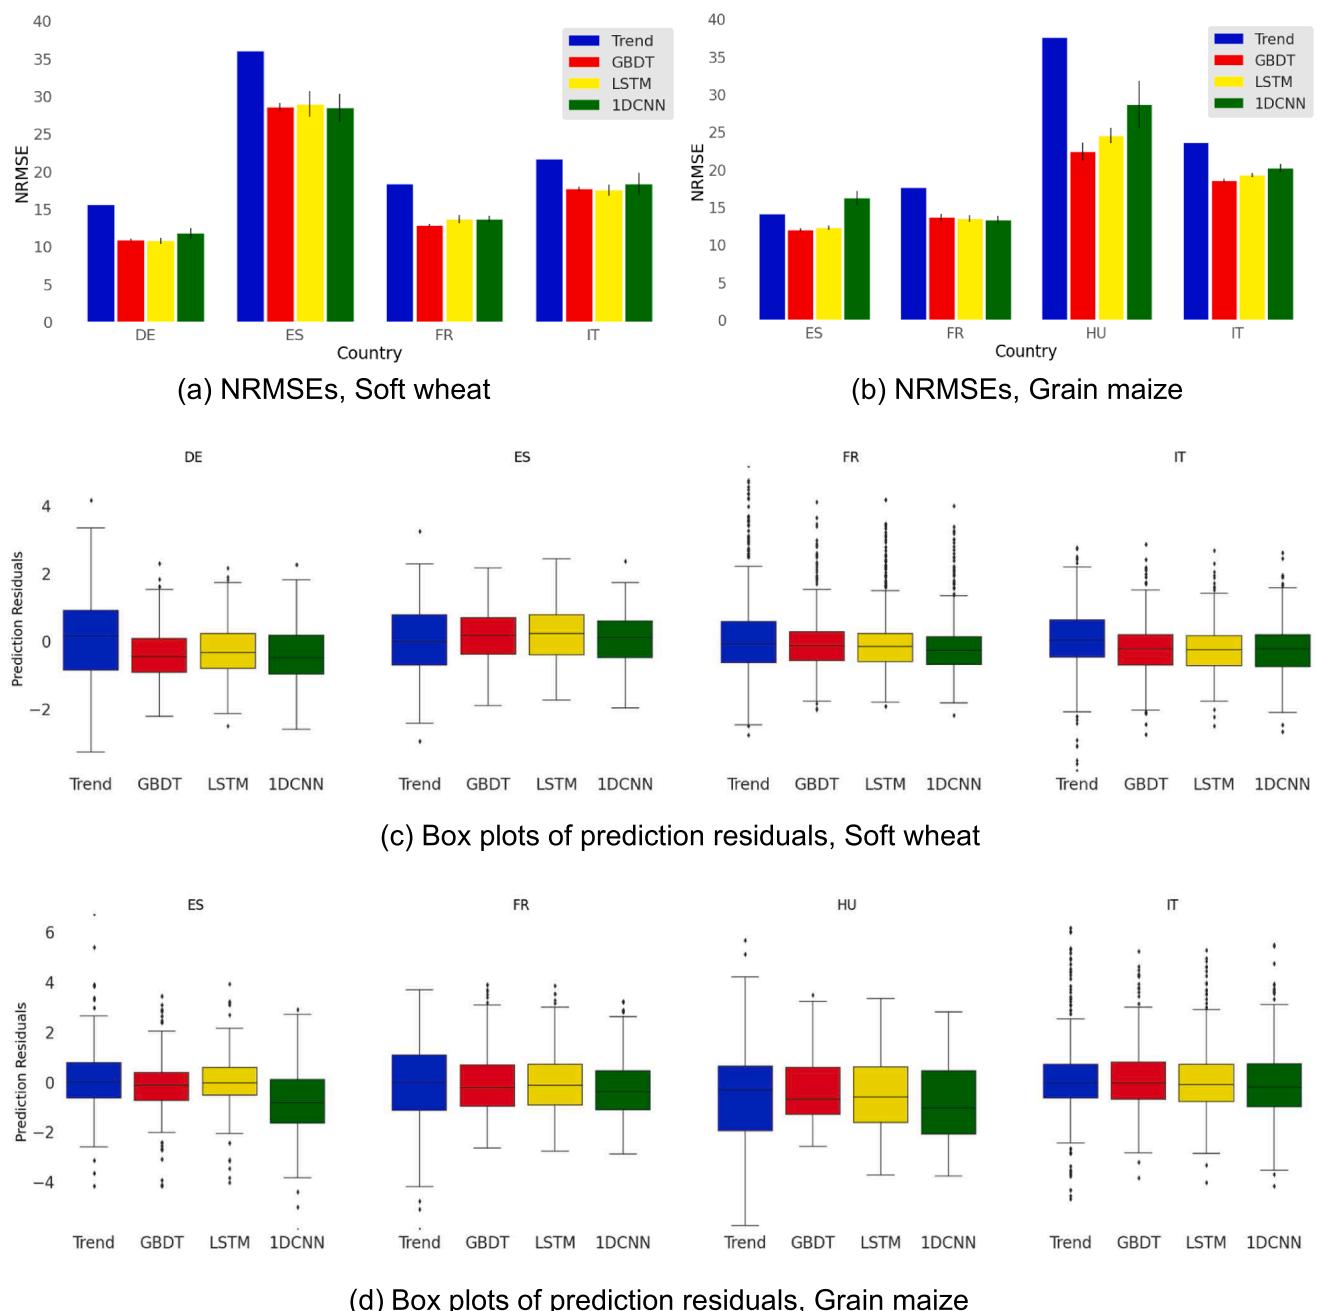 40
35
30
25
20
15
10
5
0
NRMSE
Trend
GBDT
LSTM
1DCNN
DE ES FR IT
Country
(a) NRMSEs, Soft wheat
40
35
30
25
20
15
10
5
0
NRMSE
Trend
GBDT
LSTM
1DCNN
ES FR HU IT
Country
(b) NRMSEs, Grain maize
DE ES FR IT
4
2
0
−2
Prediction Residuals
Trend GBDT LSTM 1DCNN Trend GBDT LSTM 1DCNN Trend GBDT LSTM 1DCNN Trend GBDT LSTM 1DCNN
(c) Box plots of prediction residuals, Soft wheat
ES FR HU IT
6
4
2
0
−2
−4
Prediction Residuals
Trend GBDT LSTM 1DCNN Trend GBDT LSTM 1DCNN Trend GBDT LSTM 1DCNN Trend GBDT LSTM 1DCNN
(d) Box plots of prediction residuals, Grain maize